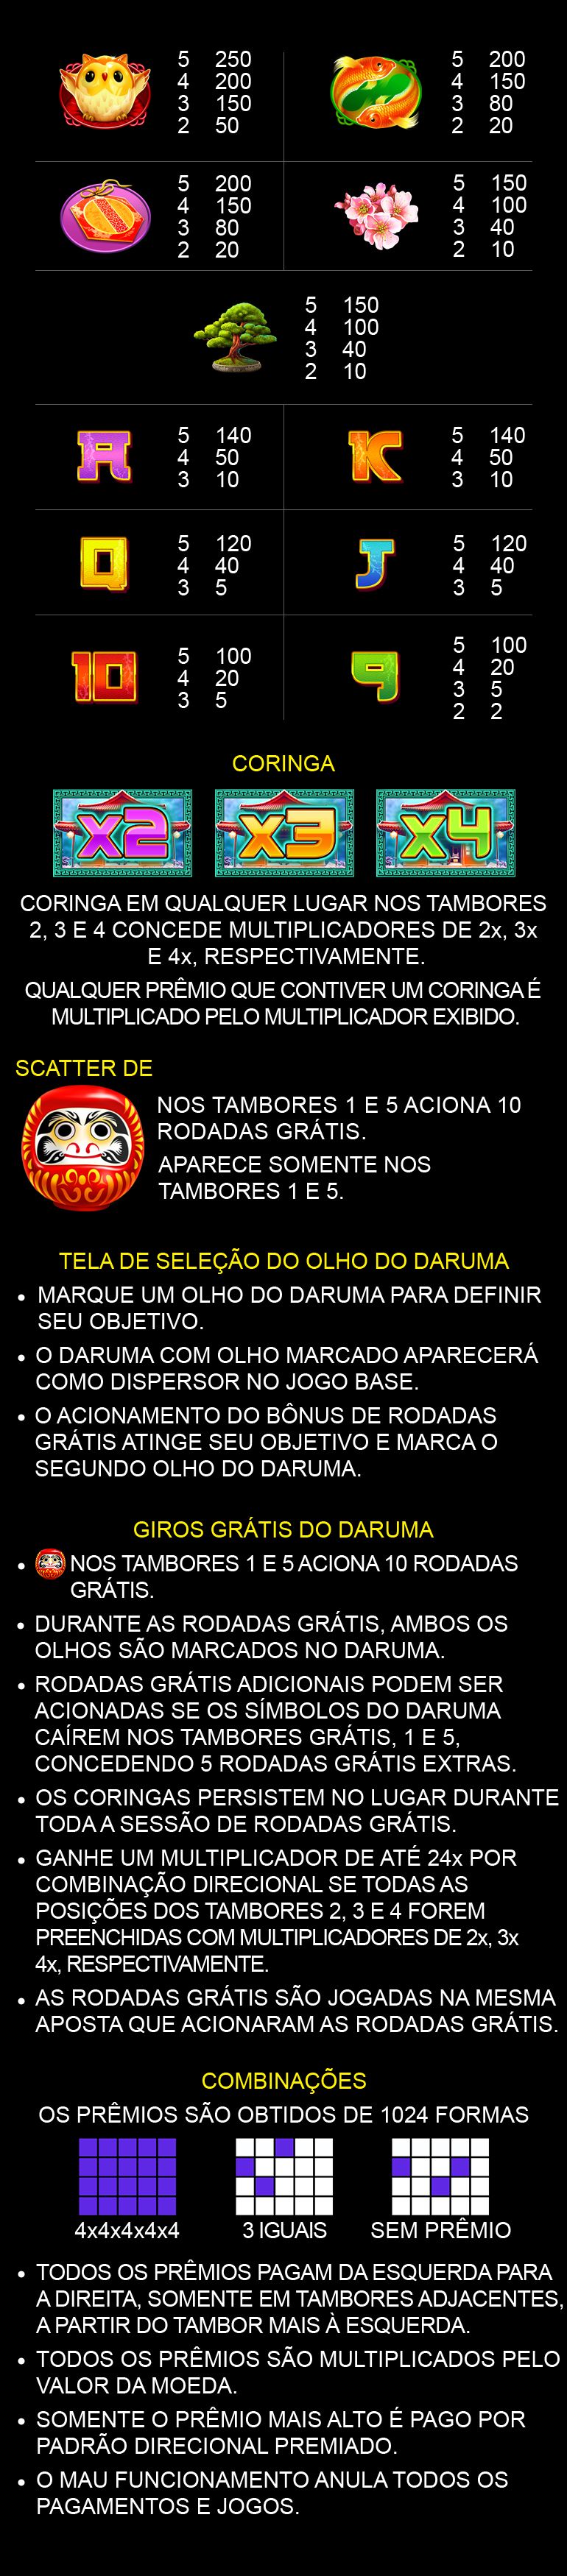 5 250
4 200
3 150
2 50
5 200
4 150
3 80
2 20
5 200
4 150
3 80
2 20
5 150
4 100
3 40
2 10
5 150
4 100
3 40
2 10
A
5 140
4 50
3 10
K
5 140
4 50
3 10
Q
5 120
4 40
3 5
J
5 120
4 40
3 5
10
5 100
4 20
3 5
9
5 100
4 20
3 5
2 2
CORINGA
x2 x3 x4
CORINGA EM QUALQUER LUGAR NOS TAMBORES
2, 3 E 4 CONCEDE MULTIPLICADORES DE 2x, 3x
E 4x, RESPECTIVAMENTE.
QUALQUER PRÊMIO QUE CONTIVER UM CORINGA É
MULTIPLICADO PELO MULTIPLICADOR EXIBIDO.
SCATTER DE
NOS TAMBORES 1 E 5 ACIONA 10
RODADAS GRÁTIS.
APARECE SOMENTE NOS
TAMBORES 1 E 5.
TELA DE SELEÇÃO DO OLHO DO DARUMA
• MARQUE UM OLHO DO DARUMA PARA DEFINIR
SEU OBJETIVO.
• O DARUMA COM OLHO MARCADO APARECERÁ
COMO DISPERSOR NO JOGO BASE.
• O ACIONAMENTO DO BÔNUS DE RODADAS
GRÁTIS ATINGE SEU OBJETIVO E MARCA O
SEGUNDO OLHO DO DARUMA.
GIROS GRÁTIS DO DARUMA
• NOS TAMBORES 1 E 5 ACIONA 10 RODADAS
GRÁTIS.
• DURANTE AS RODADAS GRÁTIS, AMBOS OS
OLHOS SÃO MARCADOS NO DARUMA.
• RODADAS GRÁTIS ADICIONAIS PODEM SER
ACIONADAS SE OS SÍMBOLOS DO DARUMA
CAÍREM NOS TAMBORES GRÁTIS, 1 E 5,
CONCEDENDO 5 RODADAS GRÁTIS EXTRAS.
• OS CORINGAS PERSISTEM NO LUGAR DURANTE
TODA A SESSÃO DE RODADAS GRÁTIS.
• GANHE UM MULTIPLICADOR DE ATÉ 24x POR
COMBINAÇÃO DIRECIONAL SE TODAS AS
POSIÇÕES DOS TAMBORES 2, 3 E 4 FOREM
PREENCHIDAS COM MULTIPLICADORES DE 2x, 3x
4x, RESPECTIVAMENTE.
• AS RODADAS GRÁTIS SÃO JOGADAS NA MESMA
APOSTA QUE ACIONARAM AS RODADAS GRÁTIS.
COMBINAÇÕES
OS PRÊMIOS SÃO OBTIDOS DE 1024 FORMAS
4x4x4x4x4 3 IGUAIS SEM PRÊMIO
• TODOS OS PRÊMIOS PAGAM DA ESQUERDA PARA
A DIREITA, SOMENTE EM TAMBORES ADJACENTES,
A PARTIR DO TAMBOR MAIS À ESQUERDA.
• TODOS OS PRÊMIOS SÃO MULTIPLICADOS PELO
VALOR DA MOEDA.
• SOMENTE O PRÊMIO MAIS ALTO É PAGO POR
PADRÃO DIRECIONAL PREMIADO.
• O MAU FUNCIONAMENTO ANULA TODOS OS
PAGAMENTOS E JOGOS.